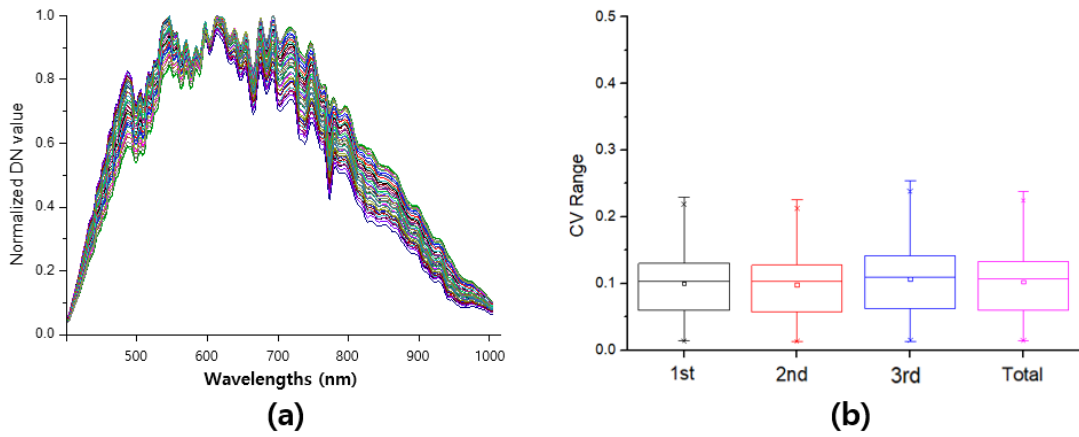 1.0
0.8
0.6
0.4
0.2
0.0
Normalized DN value
500 600 700 800 900 1000
Wavelengths (nm)
(a)
0.5
0.4
0.3
0.2
0.1
0.0
CV Range
1st 2nd 3rd Total
(b)